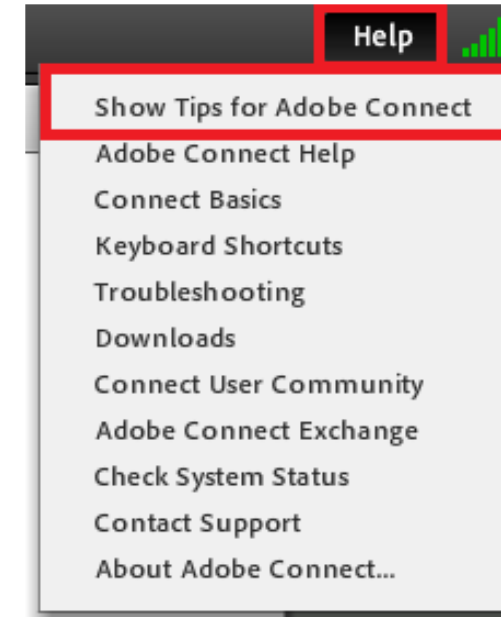 Help
Show Tips for Adobe Connect
Adobe Connect Help
Connect Basics
Keyboard Shortcuts
Troubleshooting
Downloads
Connect User Community
Adobe Connect Exchange
Check System Status
Contact Support
About Adobe Connect...